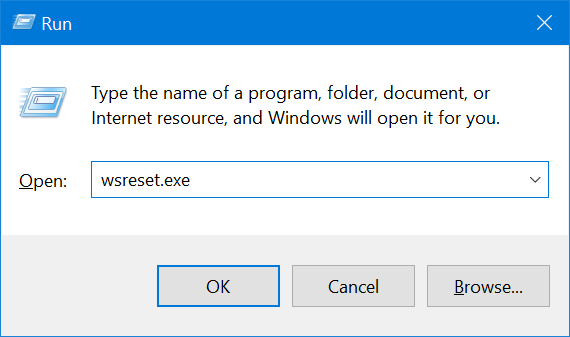 Run
Type the name of a program, folder, document, or
Internet resource, and Windows will open it for you.
Open: wsreset.exe
OK Cancel Browse...